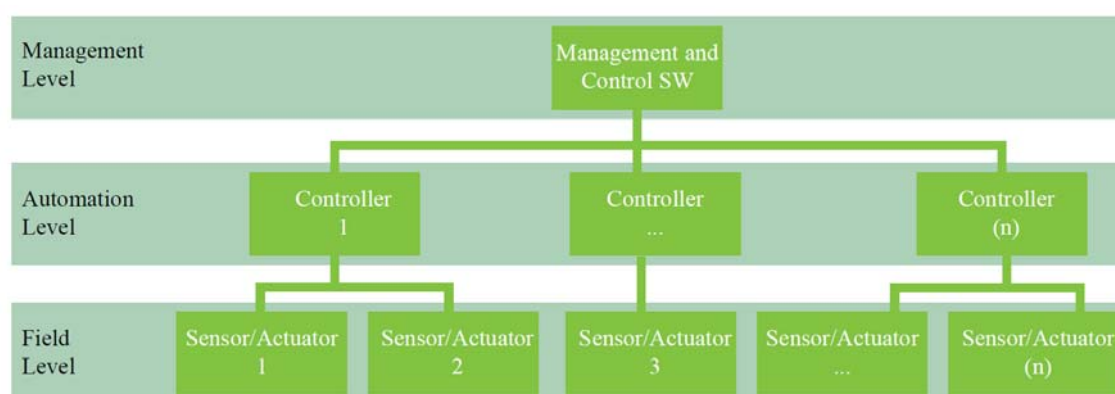 Management
Level
Management and
Control SW
Automation
Level
Controller
1
Controller
...
Controller
(n)
Field
Level
Sensor/Actuator
1
Sensor/Actuator
2
Sensor/Actuator
3
Sensor/Actuator
...
Sensor/Actuator
(n)